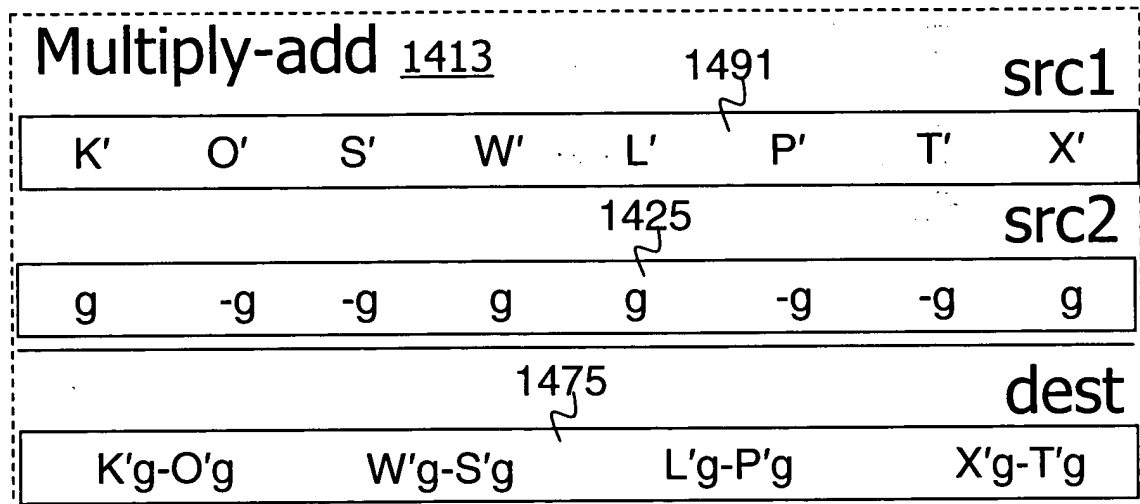 Multiply-add 1413 1491 src1
K' O' S' W' L' P' T' X'
1425 src2
g -g -g g g -g -g g
1475 dest
K'g-O'g W'g-S'g L'g-P'g X'g-T'g